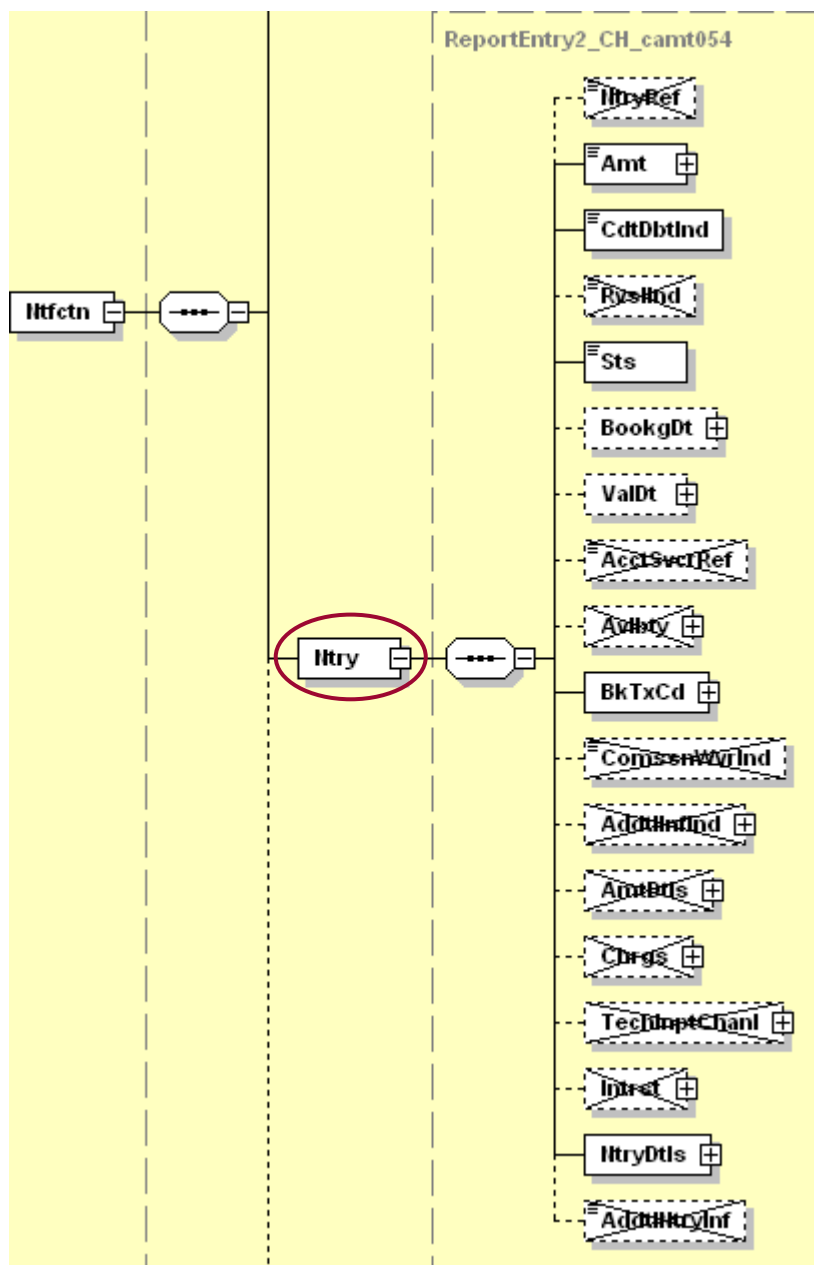 ReportEntry2_CH_camt054
NtryRef
Amt
CdtDbtInd
RvslInd
Ntfctn
Sts
BookgDt
ValDt
AcctSvcrRef
Avlbty
Ntry
BkTxCd
ComssnWvrInd
AddtlInfInd
AmtDtls
Chrgs
TechInptChanl
Intrst
NtryDtls
AddtlNtryInf